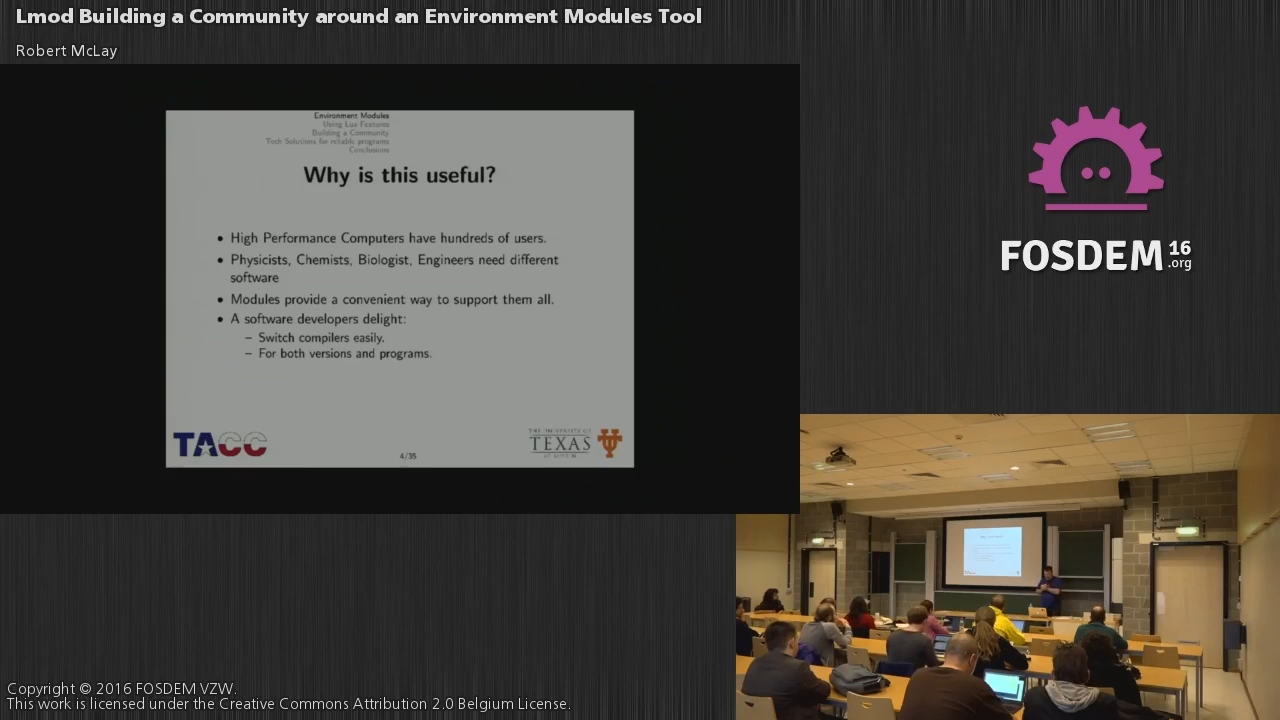 Lmod Building a Community around an Environment Modules Tool
Robert McLay
Environment Modules
Using Lua Features
Building a Community
Tech Solutions for reliable programs
Conclusions
Why is this useful?
• High Performance Computers have hundreds of users.
• Physicists, Chemists, Biologist, Engineers need different
software
• Modules provide a convenient way to support them all.
• A software developers delight:
– Switch compilers easily.
– For both versions and programs.
TACC
4/35
THE UNIVERSITY OF
TEXAS
AT AUSTIN
FOSDEM 16
.org
Copyright © 2016 FOSDEM VZW.
This work is licensed under the Creative Commons Attribution 2.0 Belgium License.